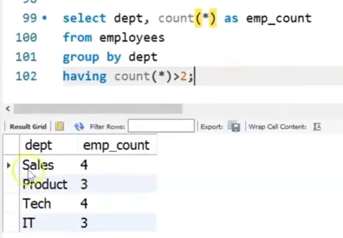 99 select dept, count(*) as emp_count
100 from employees
101 group by dept
102 having count(*)>2;
Result Grid Filter Rows: Export: Wrap Cell Content:
dept emp_count
Sales 4
Product 3
Tech 4
IT 3